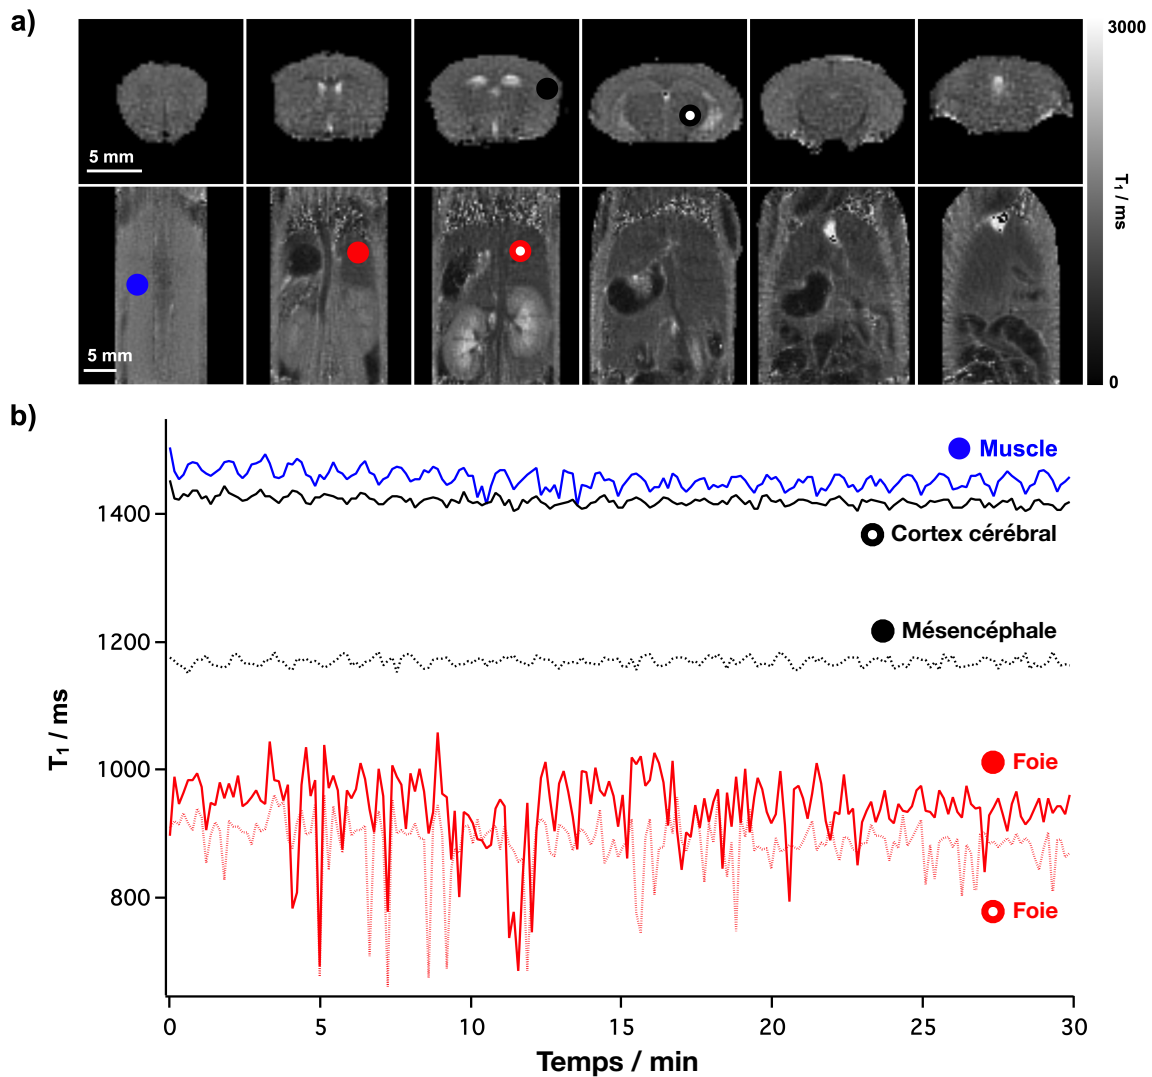 a)
3000
5 mm
T1 / ms
5 mm
0
b)
Muscle
1400
Cortex cérébral
1200
Mésencéphale
T1 / ms
1000
Foie
800
Foie
0 5 10 15 20 25 30
Temps / min